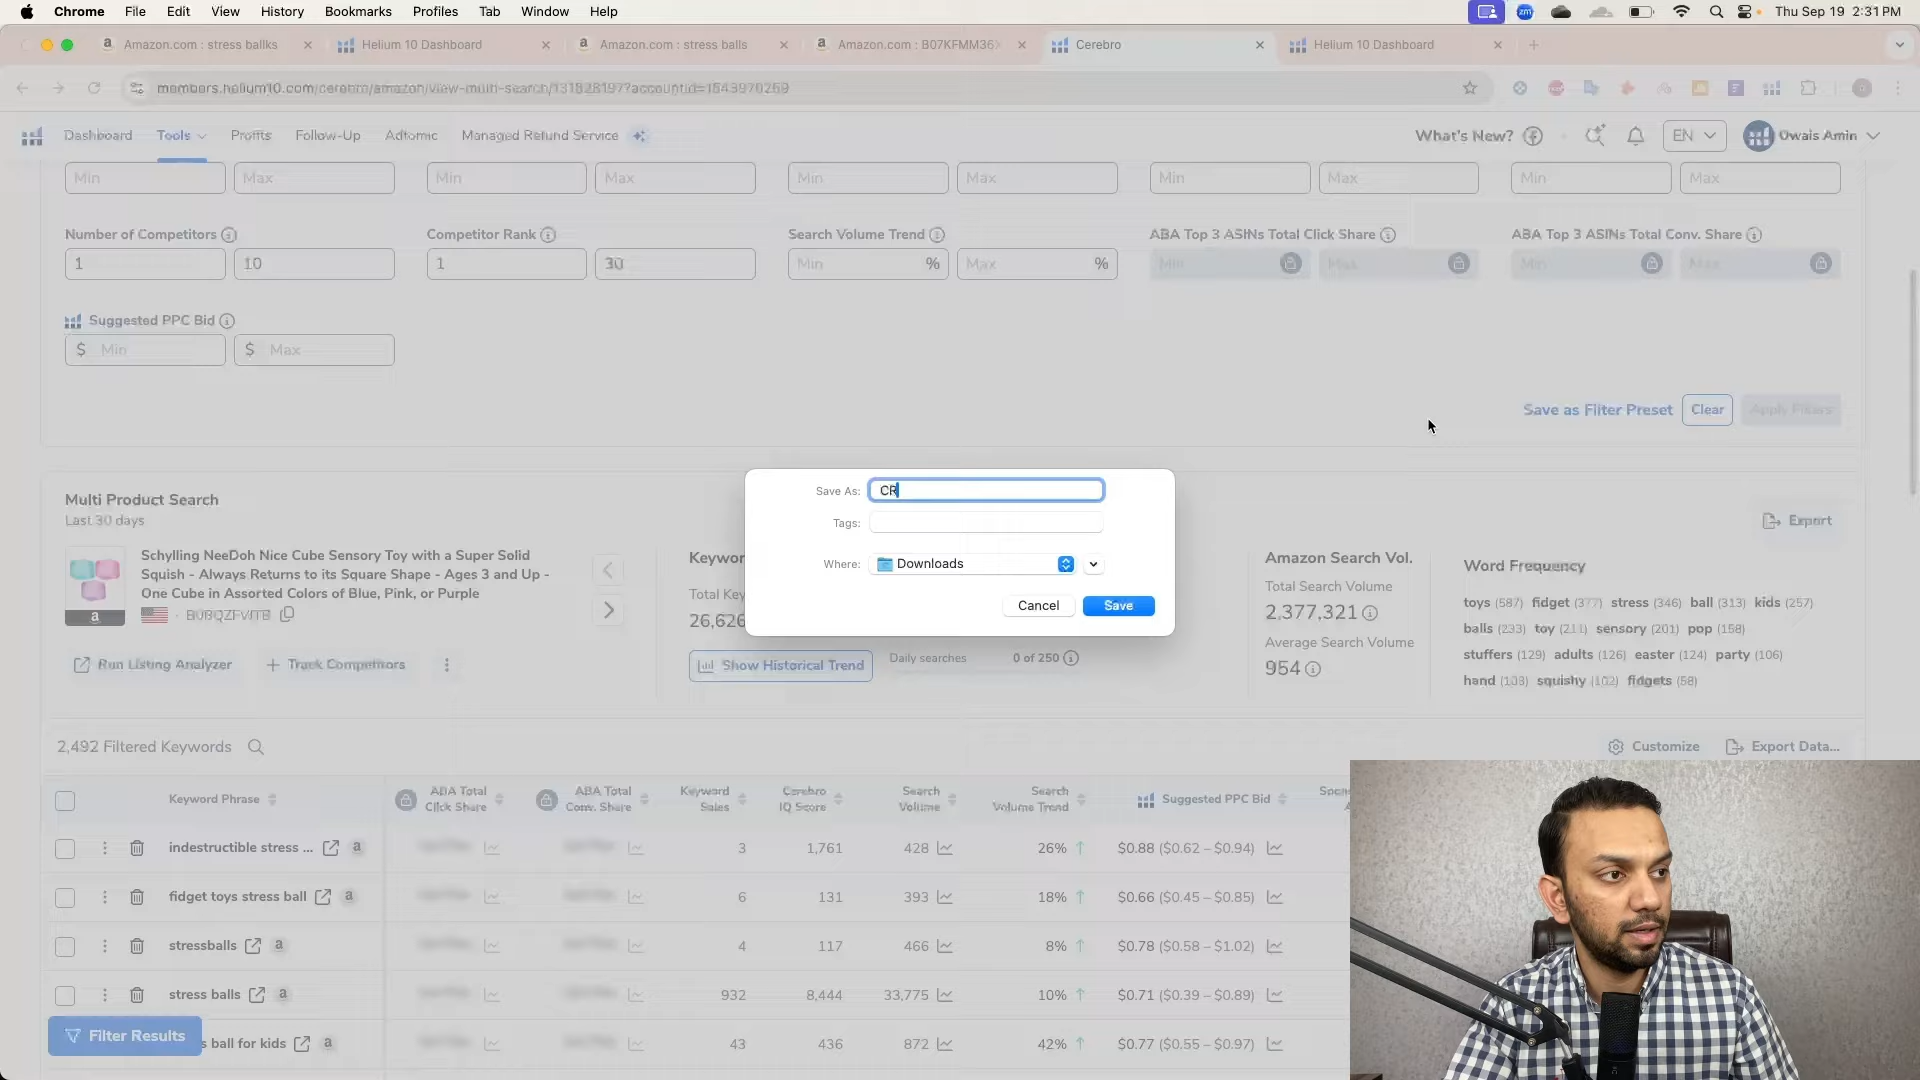 Chrome File Edit View History Bookmarks Profiles Tab Window Help zm Thu Sep 19 2:31 PM
Amazon.com : stress ballks Helium 10 Dashboard Amazon.com : stress balls Amazon.com : B07KFMM36 Cerebro Helium 10 Dashboard
members.helium10.com/cerebro/amazon/view-multi-search/131528197?accountId=1543970259
Dashboard Tools Profits Follow-Up Adtomic Managed Refund Service What's New? EN Uwais Amin
Min Max Min Max Min Max Min Max Min Max
Number of Competitors Competitor Rank Search Volume Trend ABA Top 3 ASINs Total Click Share ABA Top 3 ASINs Total Conv. Share
1 10 1 30 Min % Max % Min Max Min Max
Suggested PPC Bid
$ Min $ Max
Save as Filter Preset Clear Apply Filters
Save As: CR
Tags:
Where: Downloads
Cancel Save
Multi Product Search
Last 30 days
Export
Schylling NeeDoh Nice Cube Sensory Toy with a Super Solid
Squish - Always Returns to its Square Shape - Ages 3 and Up -
One Cube in Assorted Colors of Blue, Pink, or Purple
Run Listing Analyzer + Track Competitors
Total
26,626
Show Historical Trend
Daily searches 0 of 250
Amazon Search Vol.
Total Search Volume
2,377,321
Average Search Volume
954
Word Frequency
toys (587) fidget (377) stress (346) ball (313) kids (257)
balls (233) toy (211) sensory (201) pop (158)
stuffers (129) adults (126) easter (124) party (106)
hand (103) squishy (102) fidgets (58)
2,492 Filtered Keywords Customize Export Data...
Keyword Phrase ABA Total Click Share ABA Total Conv. Share Keyword Sales Cerebro IQ Score Search Volume Search Volume Trend Suggested PPC Bid
indestructible stress ... 3 1,761 428 26% $0.88 ($0.62 – $0.94)
fidget toys stress ball 6 131 393 18% $0.66 ($0.45 – $0.85)
stressballs 4 117 466 8% $0.78 ($0.58 – $1.02)
stress balls 932 8,444 33,775 10% $0.71 ($0.39 – $0.89)
Filter Results s ball for kids 43 436 872 42% $0.77 ($0.55 – $0.97)